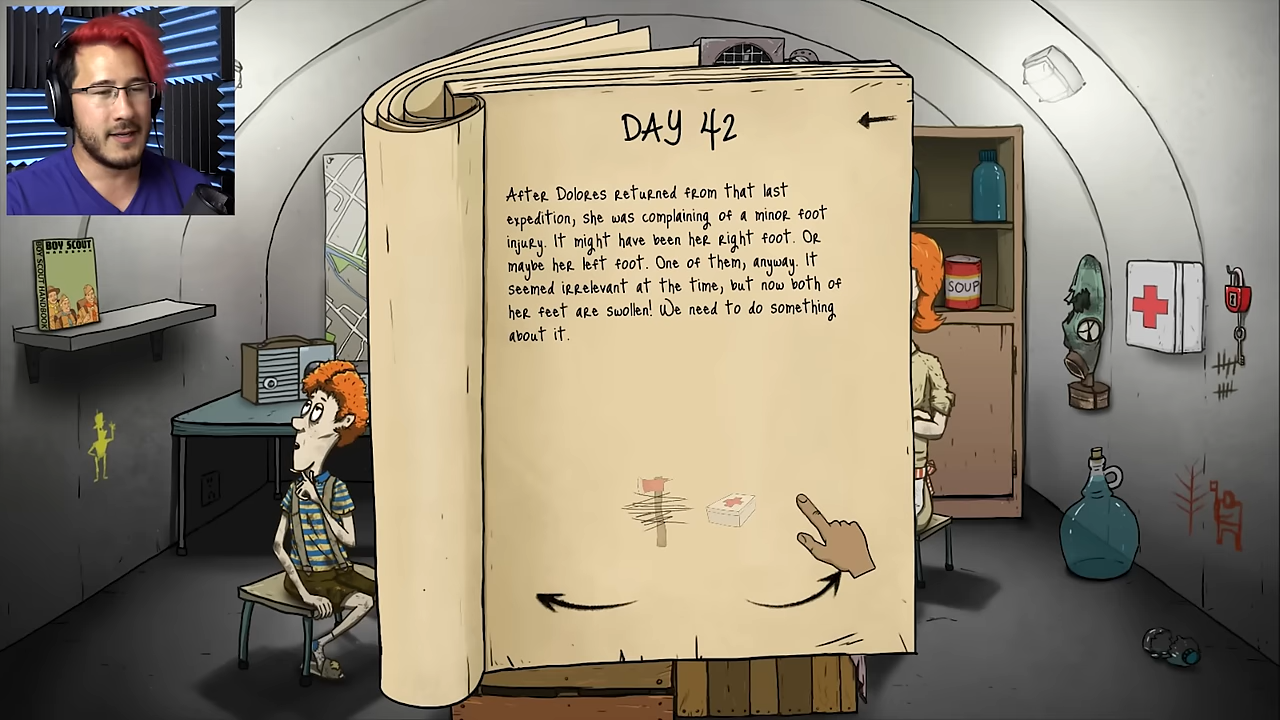 DAY 42
After Dolores returned from that last
expedition, she was complaining of a minor foot
injury. It might have been her right foot. Or
maybe her left foot. One of them, anyway. It
seemed irrelevant at the time, but now both of
her feet are swollen! We need to do something
about it.
BOY SCOUT
BOY SCOUT HANDBOOK
SOUP